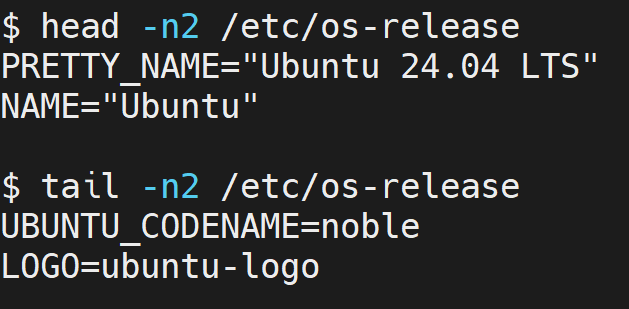 $ head -n2 /etc/os-release
PRETTY_NAME="Ubuntu 24.04 LTS"
NAME="Ubuntu"
$ tail -n2 /etc/os-release
UBUNTU_CODENAME=noble
LOGO=ubuntu-logo